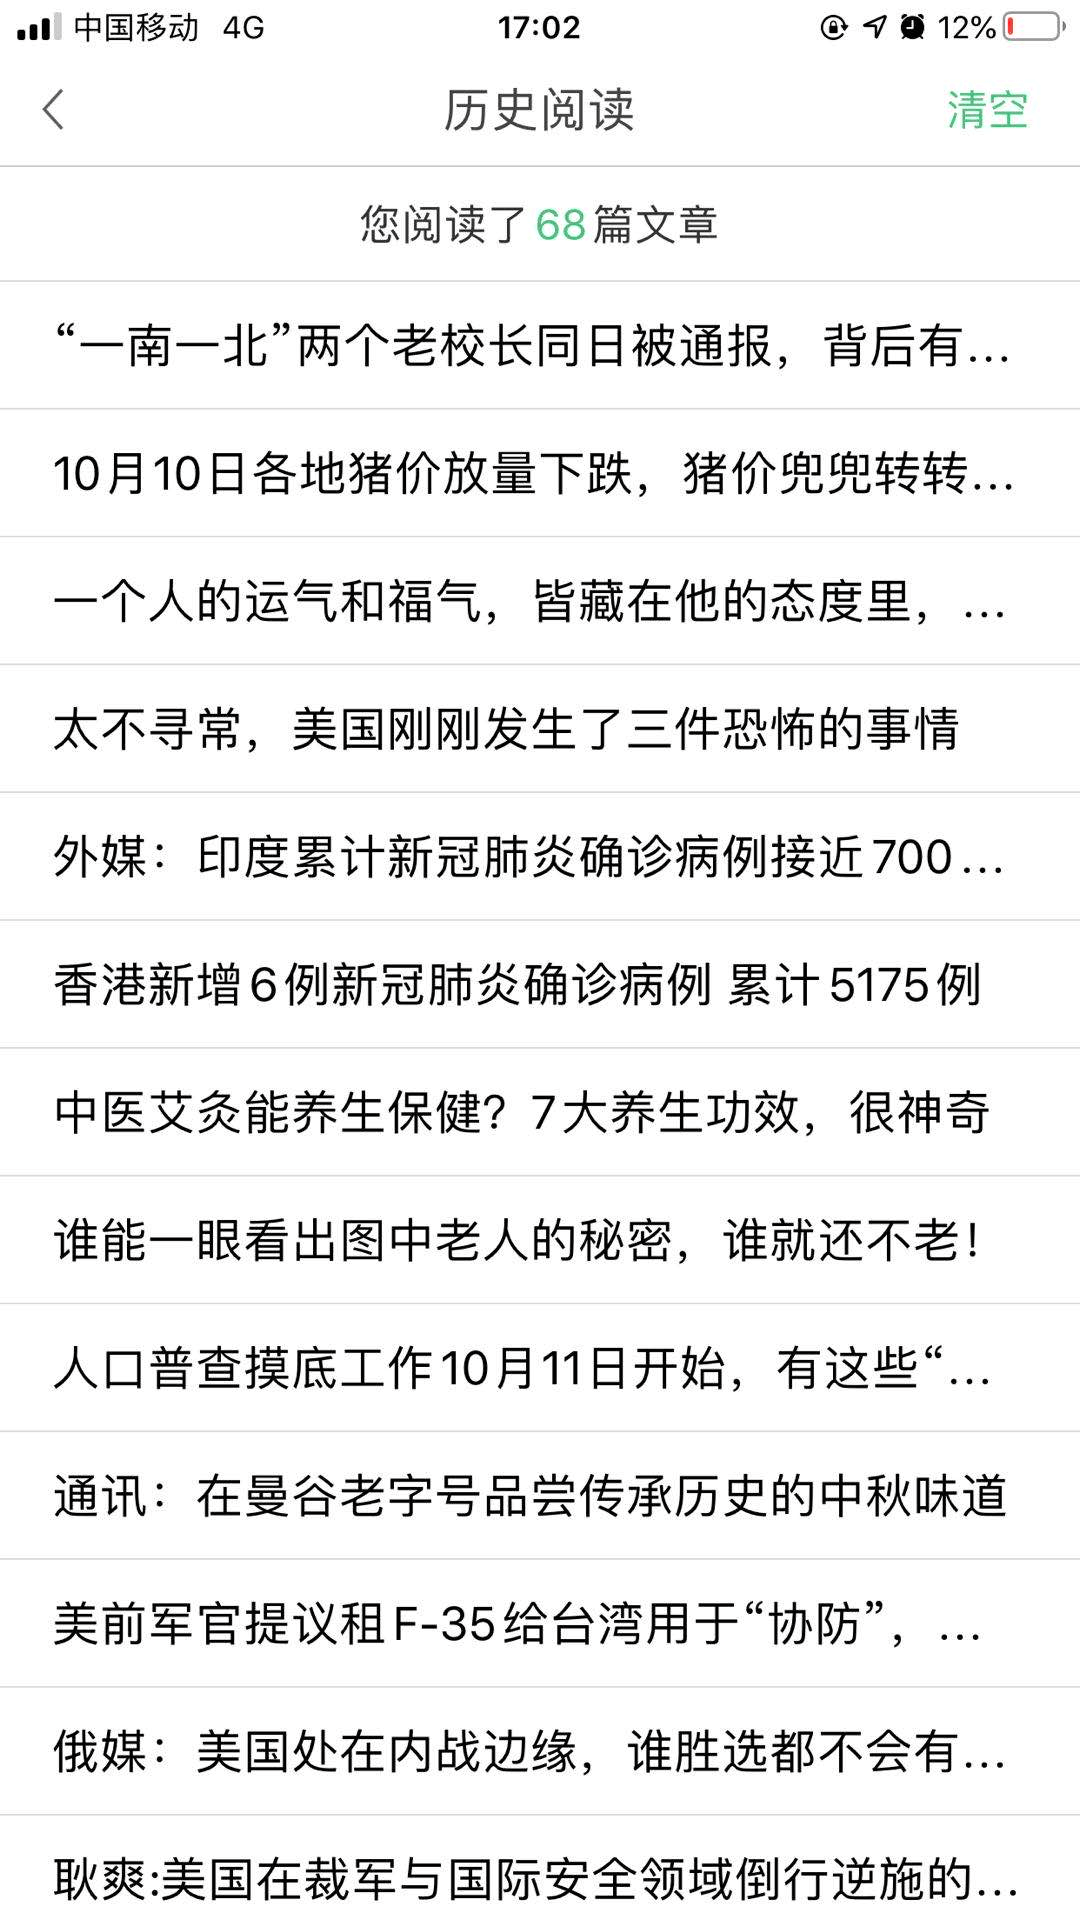 中国移动 4G 17:02 12%
历史阅读 清空
您阅读了68篇文章
“一南一北”两个老校长同日被通报，背后有...
10月10日各地猪价放量下跌，猪价兜兜转转...
一个人的运气和福气，皆藏在他的态度里，...
太不寻常，美国刚刚发生了三件恐怖的事情
外媒：印度累计新冠肺炎确诊病例接近700...
香港新增6例新冠肺炎确诊病例 累计5175例
中医艾灸能养生保健？7大养生功效，很神奇
谁能一眼看出图中老人的秘密，谁就还不老！
人口普查摸底工作10月11日开始，有这些“...
通讯：在曼谷老字号品尝传承历史的中秋味道
美前军官提议租F-35给台湾用于“协防”，...
俄媒：美国处在内战边缘，谁胜选都不会有...
耿爽:美国在裁军与国际安全领域倒行逆施的...